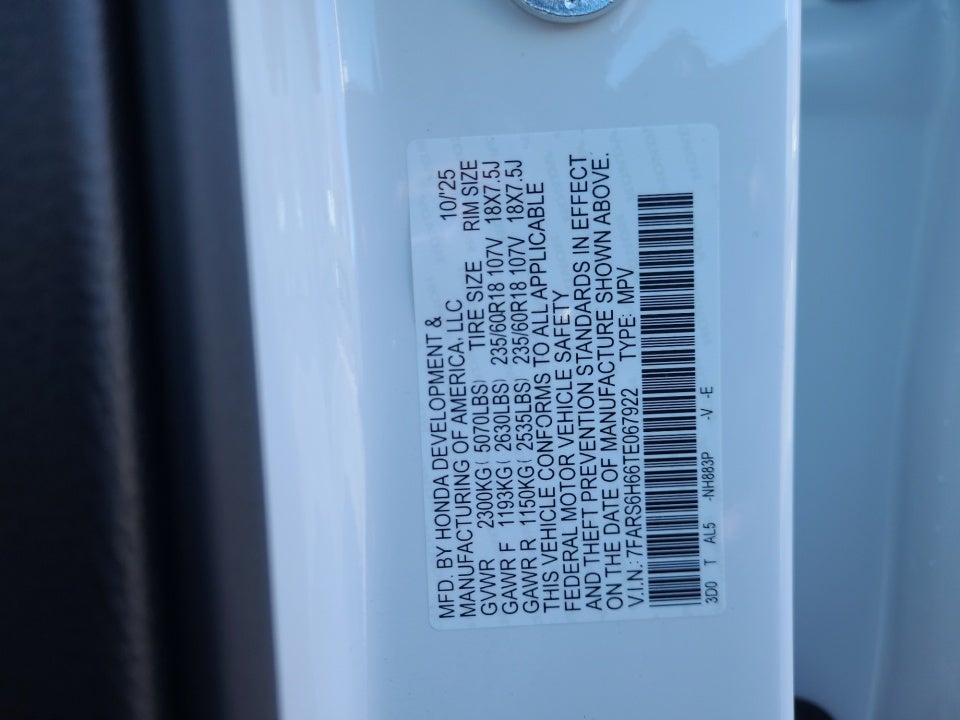 MFD. BY HONDA DEVELOPMENT & 10/'25
MANUFACTURING OF AMERICA, LLC
GVWR 2300KG( 5070LBS) TIRE SIZE RIM SIZE
GAWR F 1193KG( 2630LBS) 235/60R18 107V 18X7.5J
GAWR R 1150KG( 2535LBS) 235/60R18 107V 18X7.5J
THIS VEHICLE CONFORMS TO ALL APPLICABLE
FEDERAL MOTOR VEHICLE SAFETY
AND THEFT PREVENTION STANDARDS IN EFFECT
ON THE DATE OF MANUFACTURE SHOWN ABOVE.
V.I.N.: 7FARS6H66TE067922 TYPE: MPV
3D0 T AL5 -NH883P -V -E